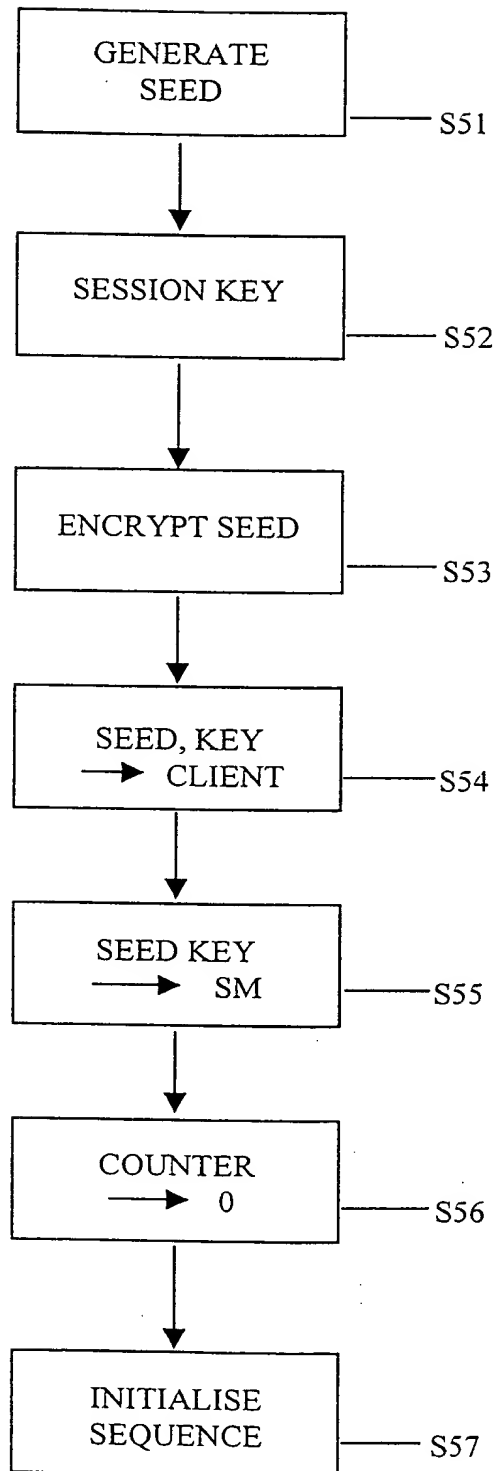 GENERATE
SEED
S51
SESSION KEY
S52
ENCRYPT SEED
S53
SEED, KEY
→ CLIENT
S54
SEED KEY
→ SM
S55
COUNTER
→ 0
S56
INITIALISE
SEQUENCE
S57